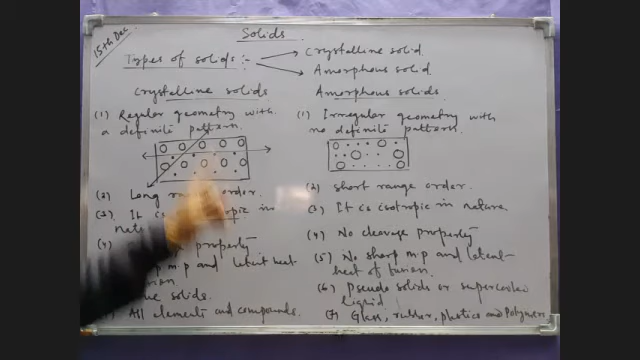 15th Dec
Solids
Types of solids :-
Crystalline solid
Amorphous solid
Crystalline solids
(1) Regular geometry with
a definite pattern.
(2) Long range order.
(3) It is
(4) property
m.p and latent heat
solids.
All elements and compounds.
Amorphous solids
(1) Irregular geometry with
no definite pattern.
(2) short range order.
(3) It is isotropic in nature
(4) No cleavage property
(5) No sharp m.p and latent
heat of fusion.
(6) Pseudo solids or supercooled
liquid
(7) Glass, rubber, plastics and Polymers